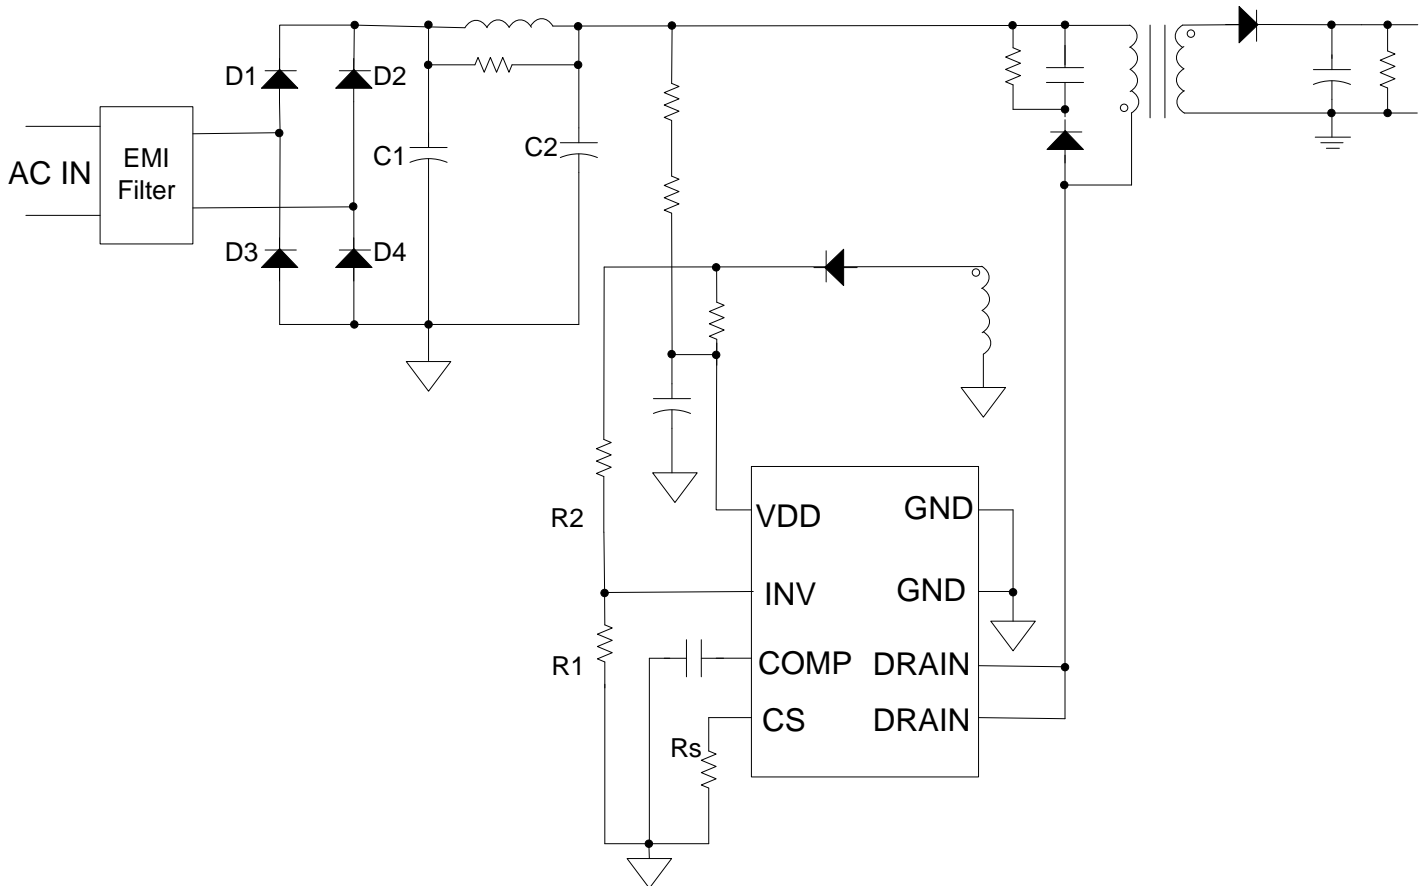 D1
D2
AC IN
EMI
Filter
C1
C2
D3
D4
R2
VDD
GND
INV
GND
R1
COMP
DRAIN
CS
DRAIN
Rs